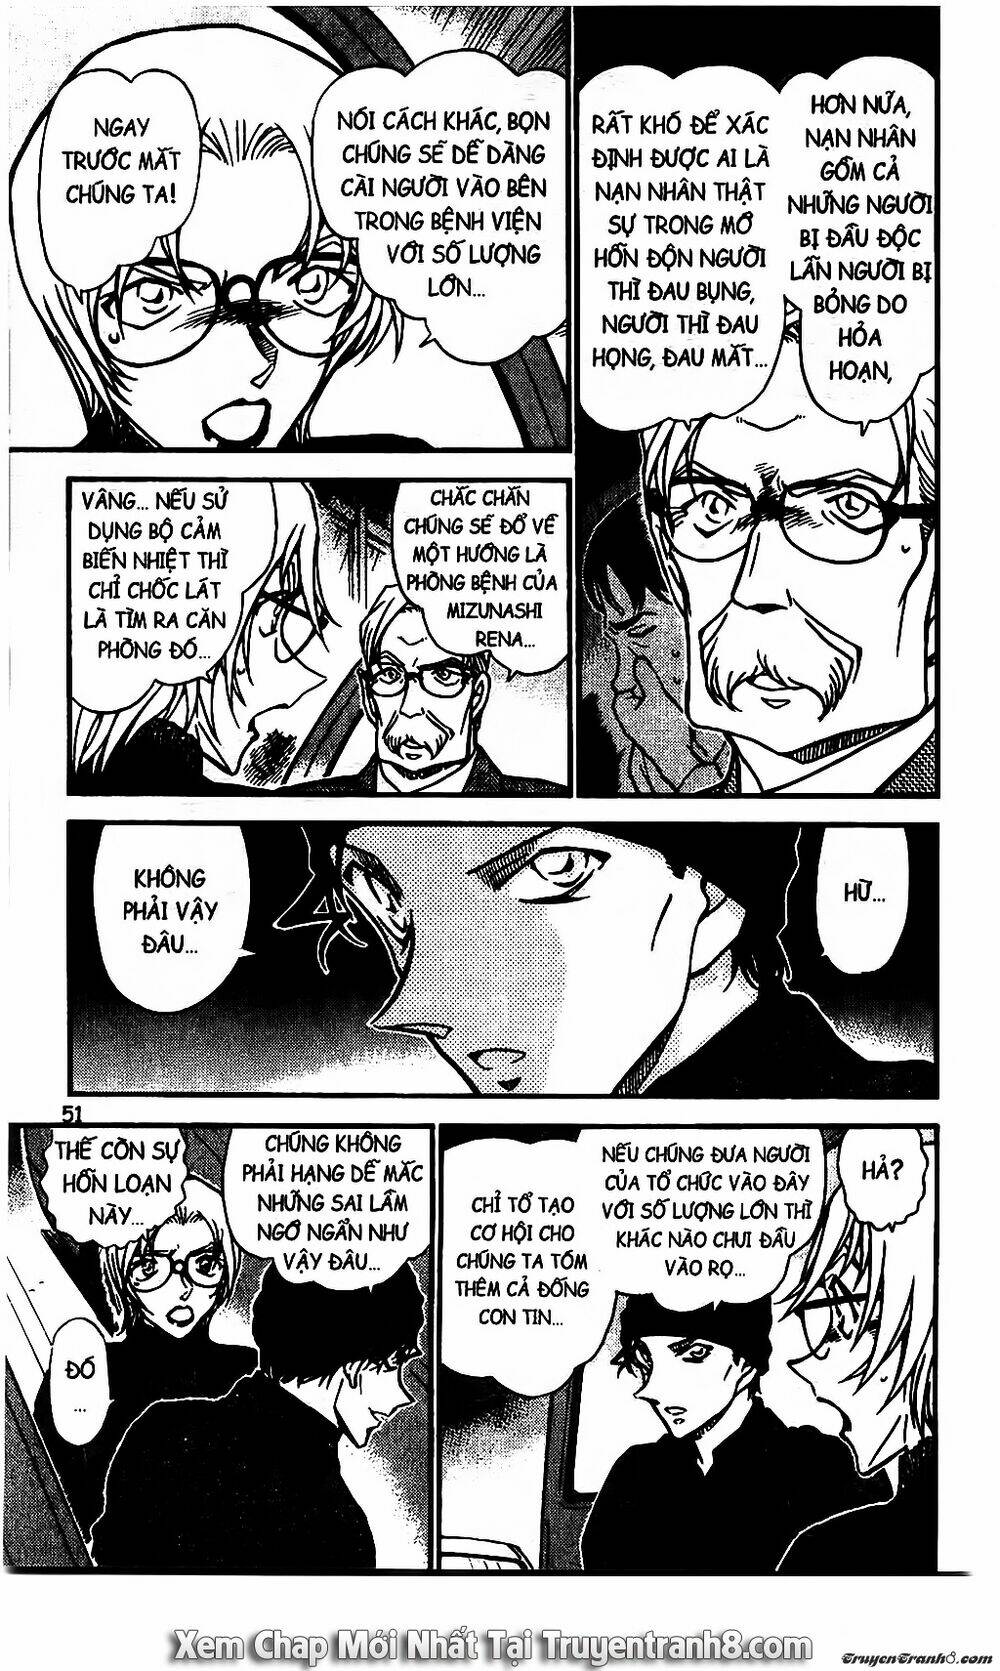 HƠN NỮA,
NẠN NHÂN
GỒM CẢ
NHỮNG NGƯỜI
BỊ ĐẦU ĐỘC
LẪN NGƯỜI BỊ
BỎNG DO
HỎA
HOẠN,
RẤT KHÓ ĐỂ XÁC
ĐỊNH ĐƯỢC AI LÀ
NẠN NHÂN THẬT
SỰ TRONG MỚ
HỖN ĐỘN NGƯỜI
THÌ ĐAU BỤNG,
NGƯỜI THÌ ĐAU
HỌNG, ĐAU MẮT...
NÓI CÁCH KHÁC, BỌN
CHÚNG SẼ DỄ DÀNG
CÀI NGƯỜI VÀO BÊN
TRONG BỆNH VIỆN
VỚI SỐ LƯỢNG
LỚN...
NGAY
TRƯỚC MẮT
CHÚNG TA!
CHẮC CHẮN
CHÚNG SẼ ĐỔ VỀ
MỘT HƯỚNG LÀ
PHÒNG BỆNH CỦA
MIZUNASHI
RENA...
VÂNG... NẾU SỬ
DỤNG BỘ CẢM
BIẾN NHIỆT THÌ
CHỈ CHỐC LÁT
LÀ TÌM RA CĂN
PHÒNG ĐÓ...
HỪ...
KHÔNG
PHẢI VẬY
ĐÂU...
51
HẢ?
NẾU CHÚNG ĐƯA NGƯỜI
CỦA TỔ CHỨC VÀO ĐÂY
VỚI SỐ LƯỢNG LỚN THÌ
KHÁC NÀO CHUI ĐẦU
VÀO RỌ...
CHỈ TỔ TẠO
CƠ HỘI CHO
CHÚNG TA TÓM
THÊM CẢ ĐỐNG
CON TIN...
CHÚNG KHÔNG
PHẢI HẠNG DỄ MẮC
NHỮNG SAI LẦM
NGỚ NGẨN NHƯ
VẬY ĐÂU...
THẾ CÒN SỰ
HỖN LOẠN
NÀY...
ĐÓ
...
Xem Chap Mới Nhất Tại Truyentranh8.com
TruyenTranh8.com